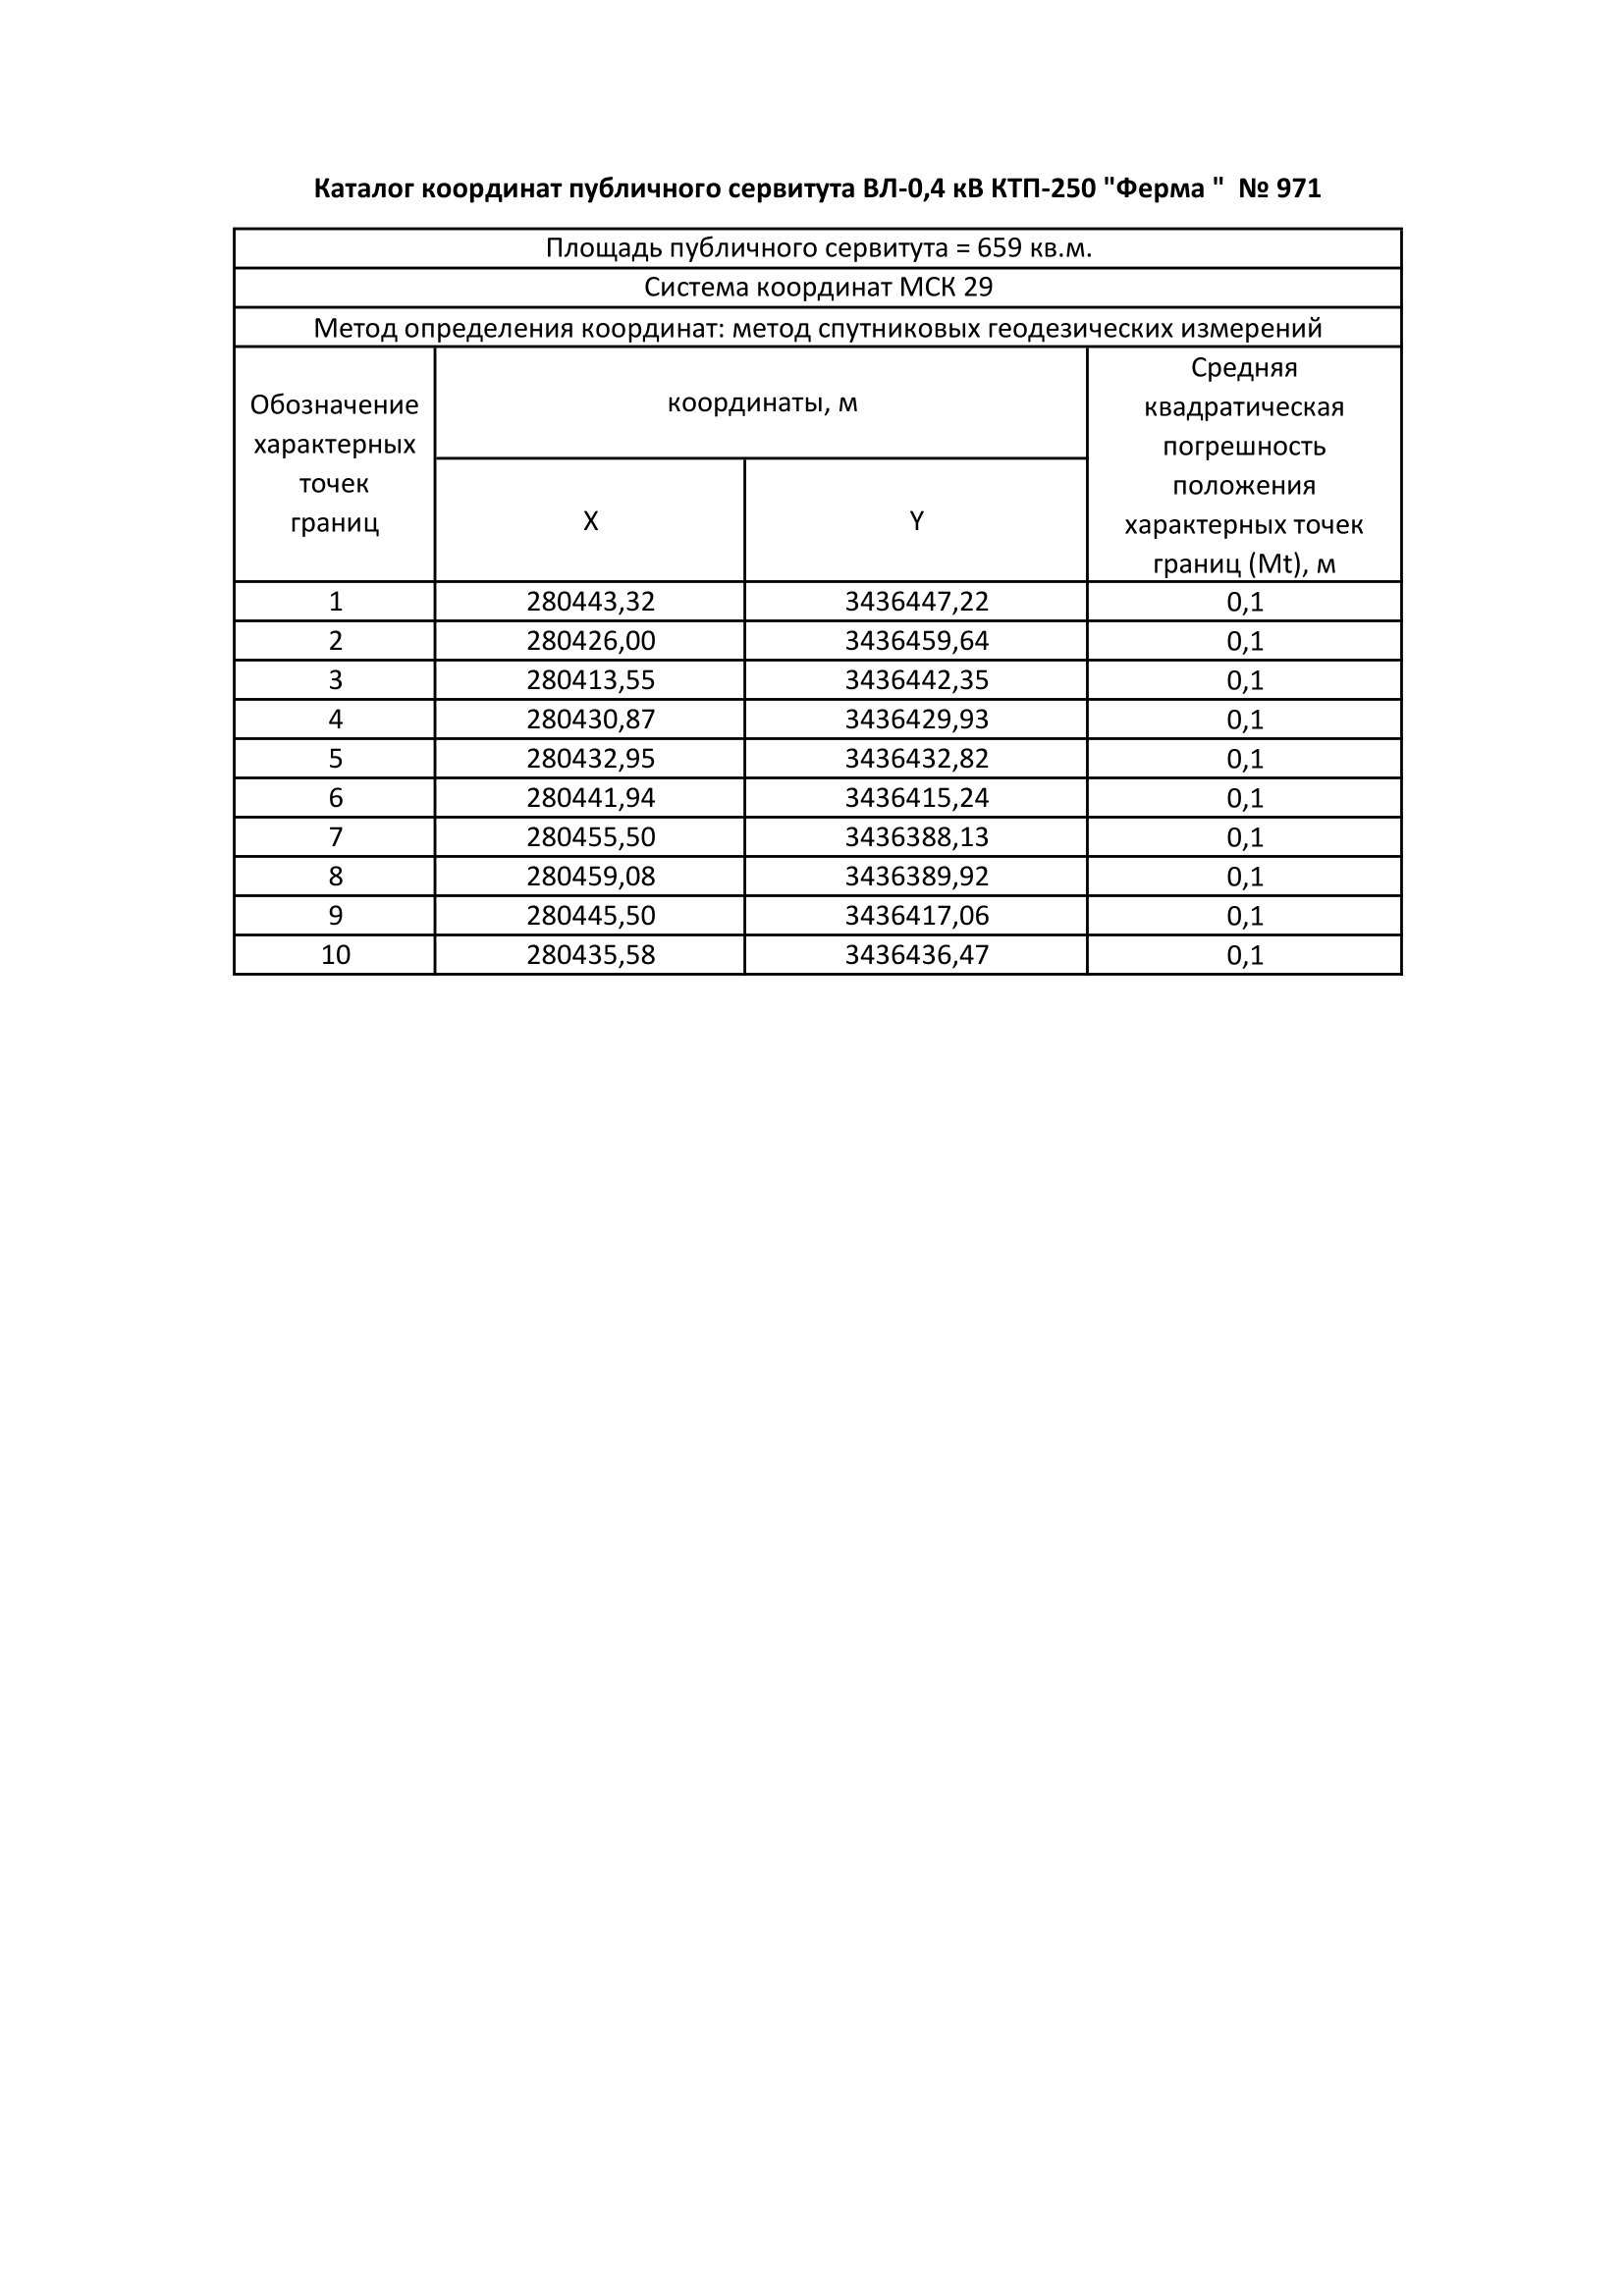 Каталог координат публичного сервитута ВЛ-0,4 кВ КТП-250 "Ферма "  № 971
Площадь публичного сервитута = 659 кв.м.
Система координат МСК 29
Метод определения координат: метод спутниковых геодезических измерений
Обозначение
характерных
точек
границ
координаты, м
X
Y
Средняя
квадратическая
погрешность
положения
характерных точек
границ (Mt), м
1 280443,32 3436447,22 0,1
2 280426,00 3436459,64 0,1
3 280413,55 3436442,35 0,1
4 280430,87 3436429,93 0,1
5 280432,95 3436432,82 0,1
6 280441,94 3436415,24 0,1
7 280455,50 3436388,13 0,1
8 280459,08 3436389,92 0,1
9 280445,50 3436417,06 0,1
10 280435,58 3436436,47 0,1